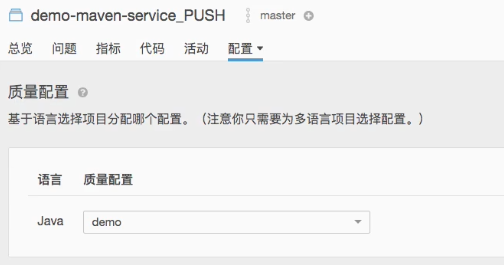 demo-maven-service_PUSH master
总览 问题 指标 代码 活动 配置
质量配置
基于语言选择项目分配哪个配置。（注意你只需要为多语言项目选择配置。）
语言 质量配置
Java demo